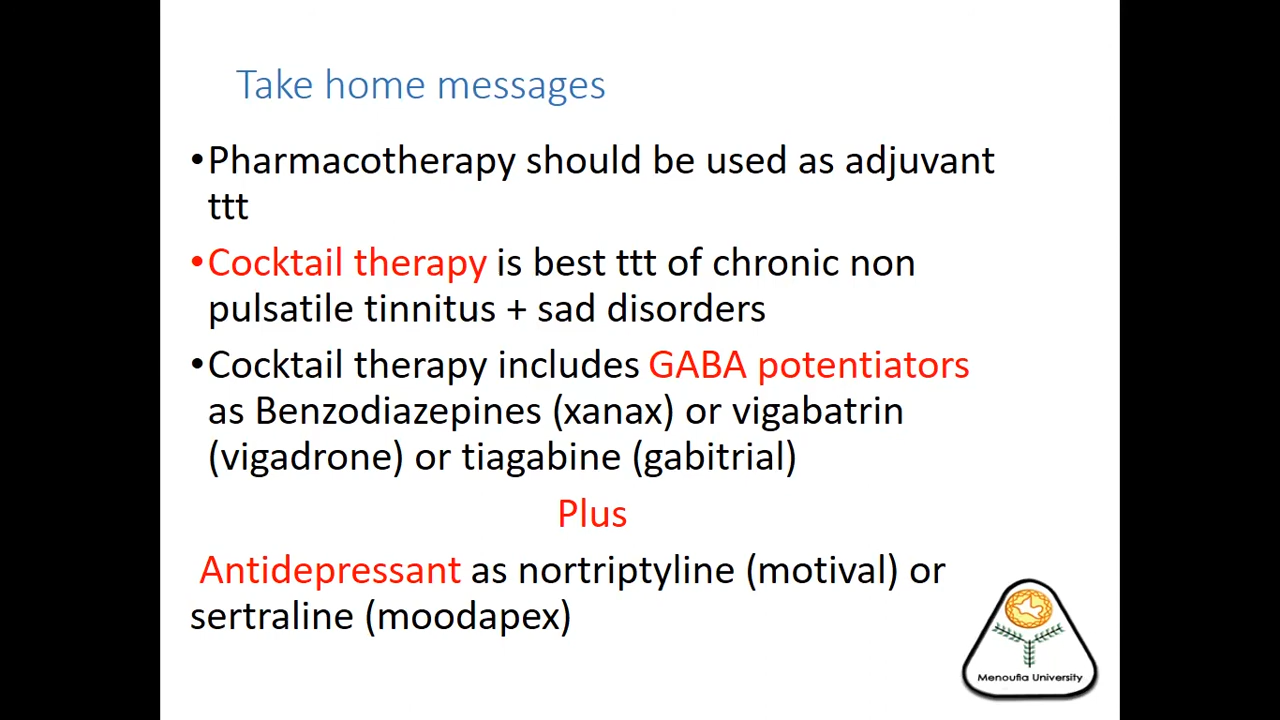 Take home messages
•Pharmacotherapy should be used as adjuvant
ttt
•Cocktail therapy is best ttt of chronic non
pulsatile tinnitus + sad disorders
•Cocktail therapy includes GABA potentiators
as Benzodiazepines (xanax) or vigabatrin
(vigadrone) or tiagabine (gabitrial)
Plus
Antidepressant as nortriptyline (motival) or
sertraline (moodapex)
Menoufia University